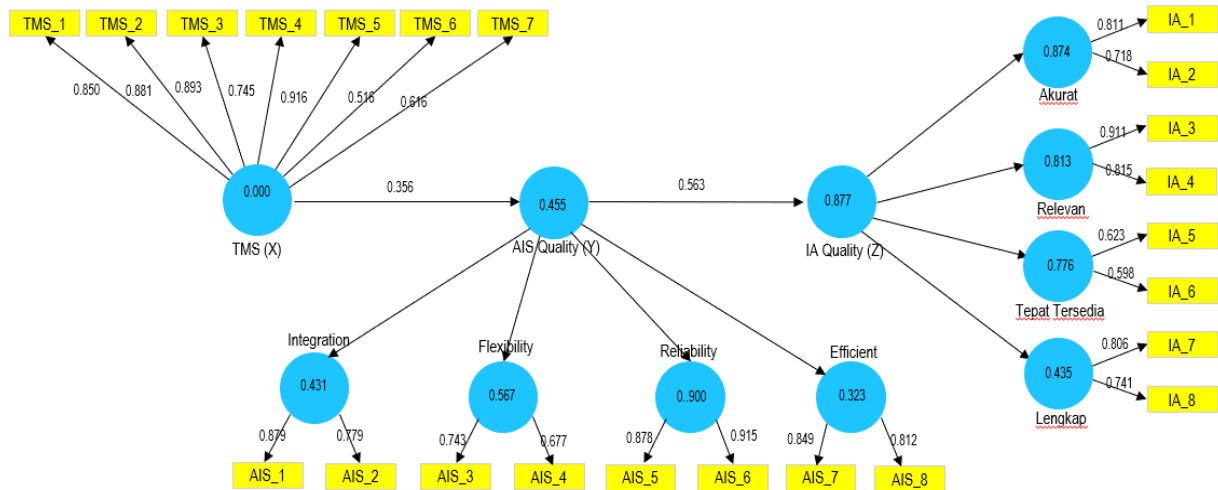 TMS_1 TMS_2 TMS_3 TMS_4 TMS_5 TMS_6 TMS_7
0.850 0.881 0.893 0.745 0.916 0.516 0.616
0.000
TMS (X)
0.356
0.455
AIS Quality (Y)
0.563
0.877
IA Quality (Z)
0.874
Akurat
0.811
IA_1
0.718
IA_2
0.813
Relevan
0.911
IA_3
0.815
IA_4
0.776
Tepat Tersedia
0.623
IA_5
0.598
IA_6
0.435
Lengkap
0.806
IA_7
0.741
IA_8
Integration
0.431
0.879 0.779
AIS_1 AIS_2
Flexibility
0.567
0.743 0.677
AIS_3 AIS_4
Reliability
0..900
0.878 0.915
AIS_5 AIS_6
Efficient
0.323
0.849 0.812
AIS_7 AIS_8